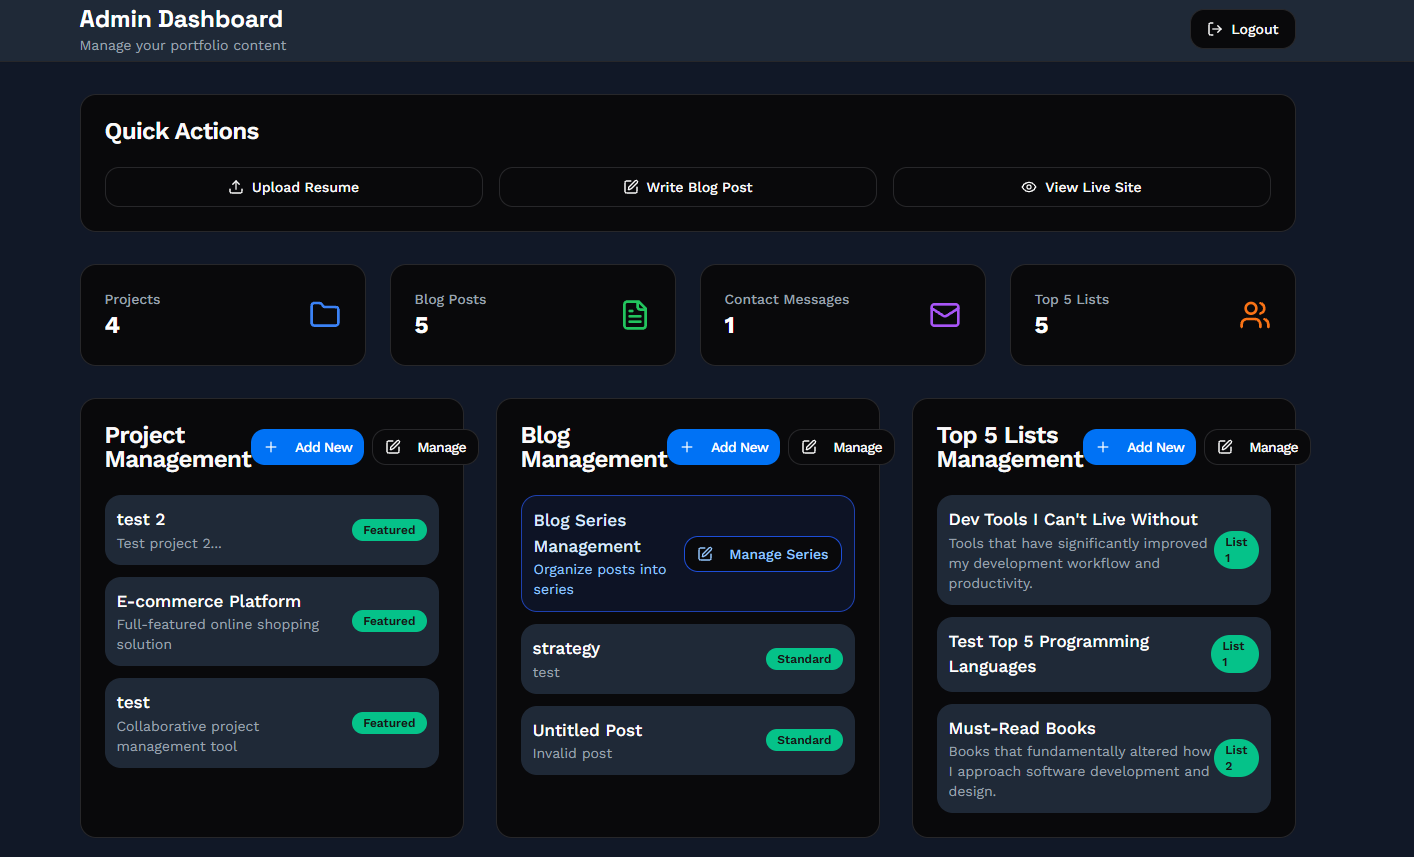 Admin Dashboard
Manage your portfolio content
Logout
Quick Actions
Upload Resume
Write Blog Post
View Live Site
Projects
4
Blog Posts
5
Contact Messages
1
Top 5 Lists
5
Project
Management
Add New
Manage
test 2
Test project 2...
Featured
E-commerce Platform
Full-featured online shopping
solution
Featured
test
Collaborative project
management tool
Featured
Blog
Management
Add New
Manage
Blog Series
Management
Organize posts into
series
Manage Series
strategy
test
Standard
Untitled Post
Invalid post
Standard
Top 5 Lists
Management
Add New
Manage
Dev Tools I Can't Live Without
Tools that have significantly improved
my development workflow and
productivity.
List
1
Test Top 5 Programming
Languages
List
1
Must-Read Books
Books that fundamentally altered how
I approach software development and
design.
List
2